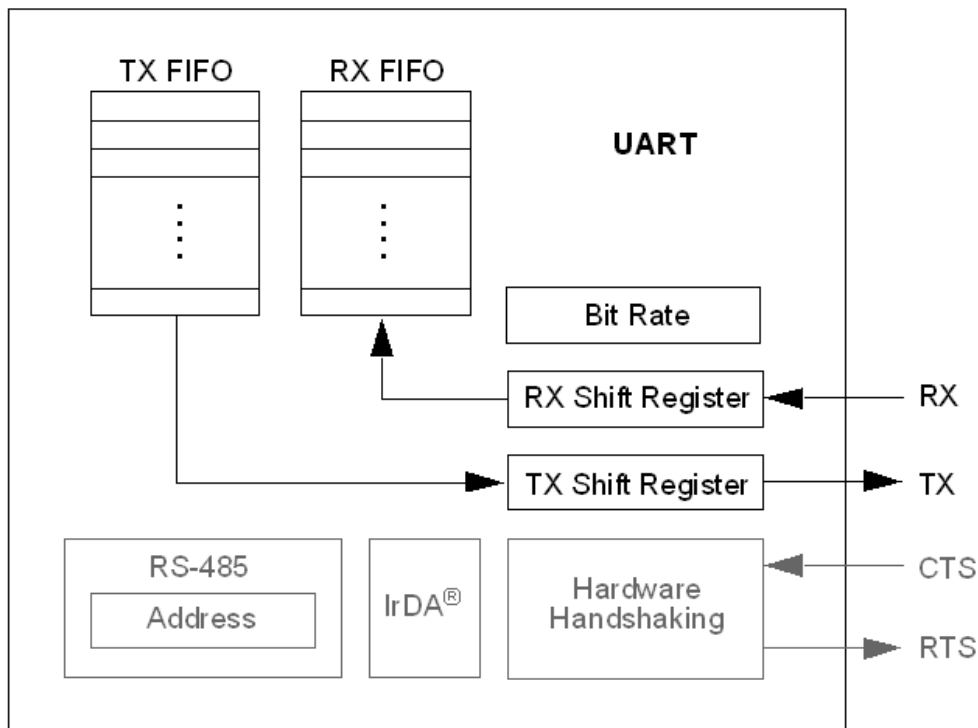 TX FIFO
RX FIFO
UART
Bit Rate
RX Shift Register
RX
TX Shift Register
TX
RS-485
Address
IrDA®
Hardware
Handshaking
CTS
RTS